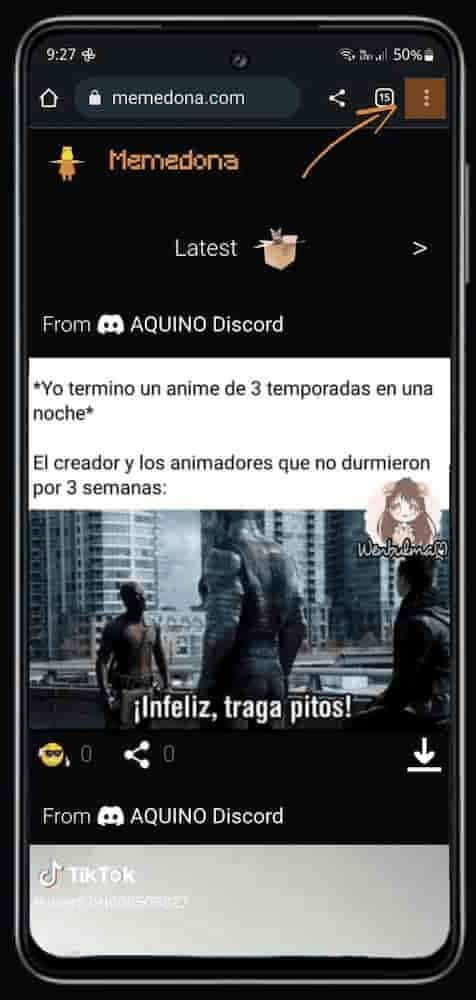 9:27
50%
memedona.com
15
Memedona
Latest >
From AQUINO Discord
*Yo termino un anime de 3 temporadas en una
noche*
El creador y los animadores que no durmieron
por 3 semanas:
Wenbulma
¡Infeliz, traga pitos!
0 0
From AQUINO Discord
TikTok